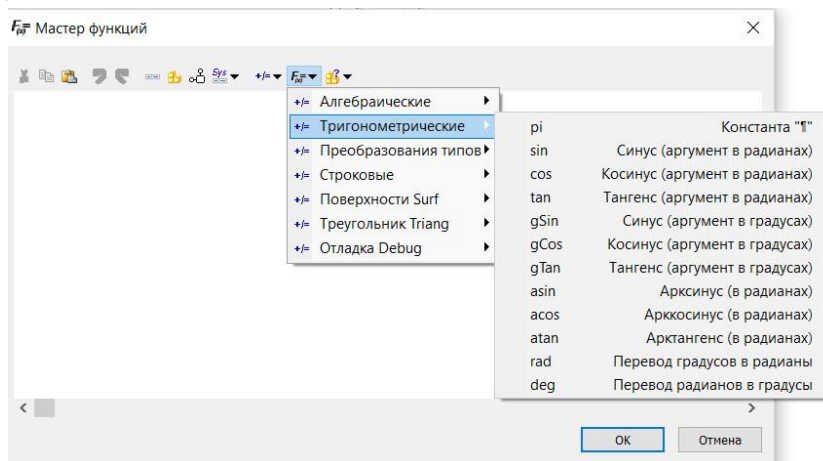 F(x)= Мастер функций
Sys +/= F(x)=
+/= Алгебраические
+/= Тригонометрические
+/= Преобразования типов
+/= Строковые
+/= Поверхности Surf
+/= Треугольник Triang
+/= Отладка Debug
pi Константа "¶"
sin Синус (аргумент в радианах)
cos Косинус (аргумент в радианах)
tan Тангенс (аргумент в радианах)
gSin Синус (аргумент в градусах)
gCos Косинус (аргумент в градусах)
gTan Тангенс (аргумент в градусах)
asin Арксинус (в радианах)
acos Арккосинус (в радианах)
atan Арктангенс (в радианах)
rad Перевод градусов в радианы
deg Перевод радианов в градусы
ОК Отмена